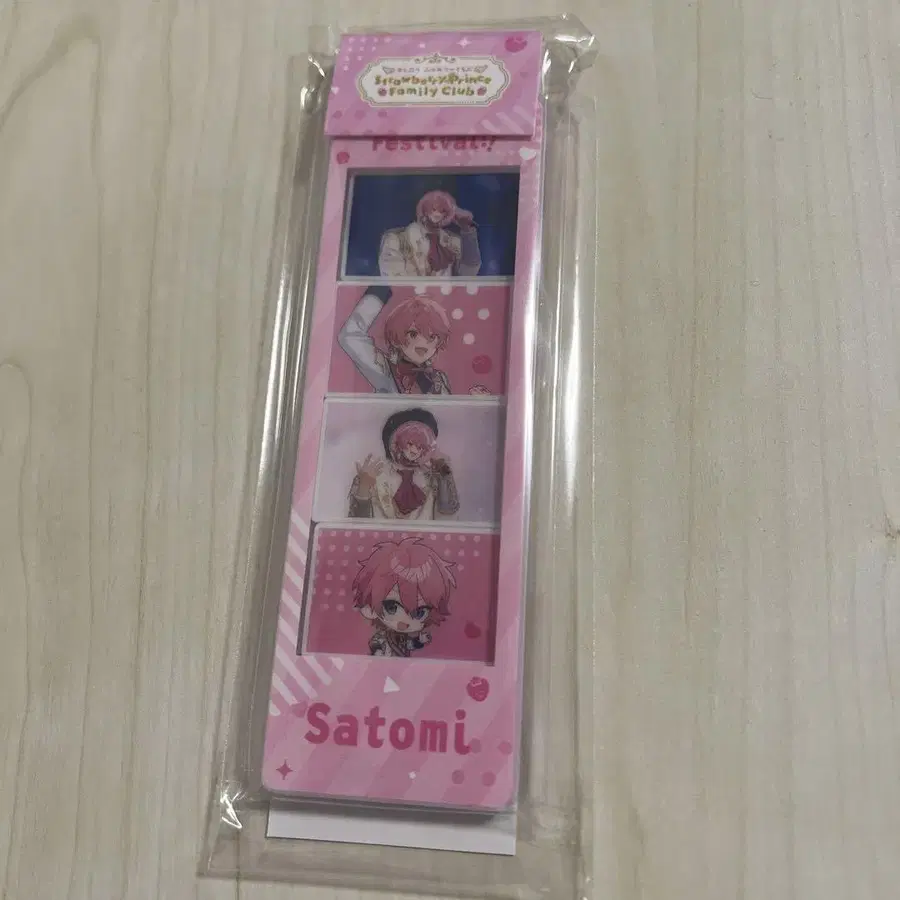 Strawberry Prince
Family Club
Festival!!
Satomi